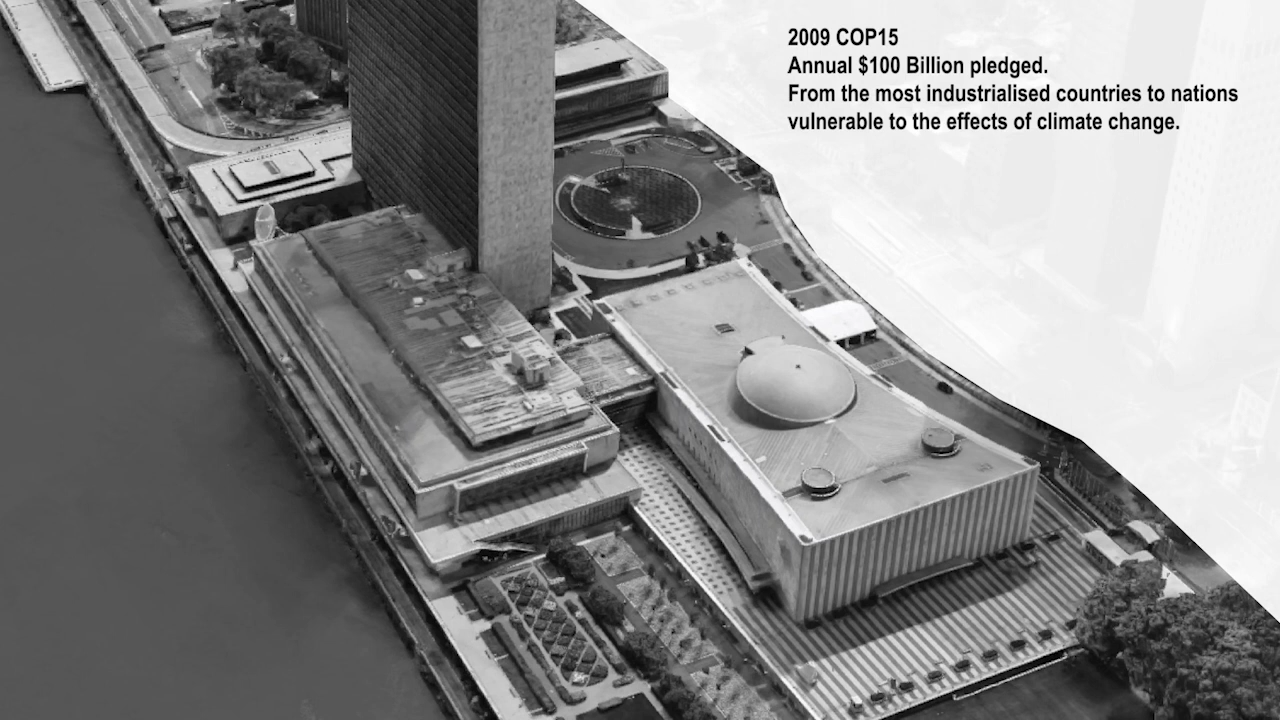 2009 COP15
Annual $100 Billion pledged.
From the most industrialised countries to nations
vulnerable to the effects of climate change.